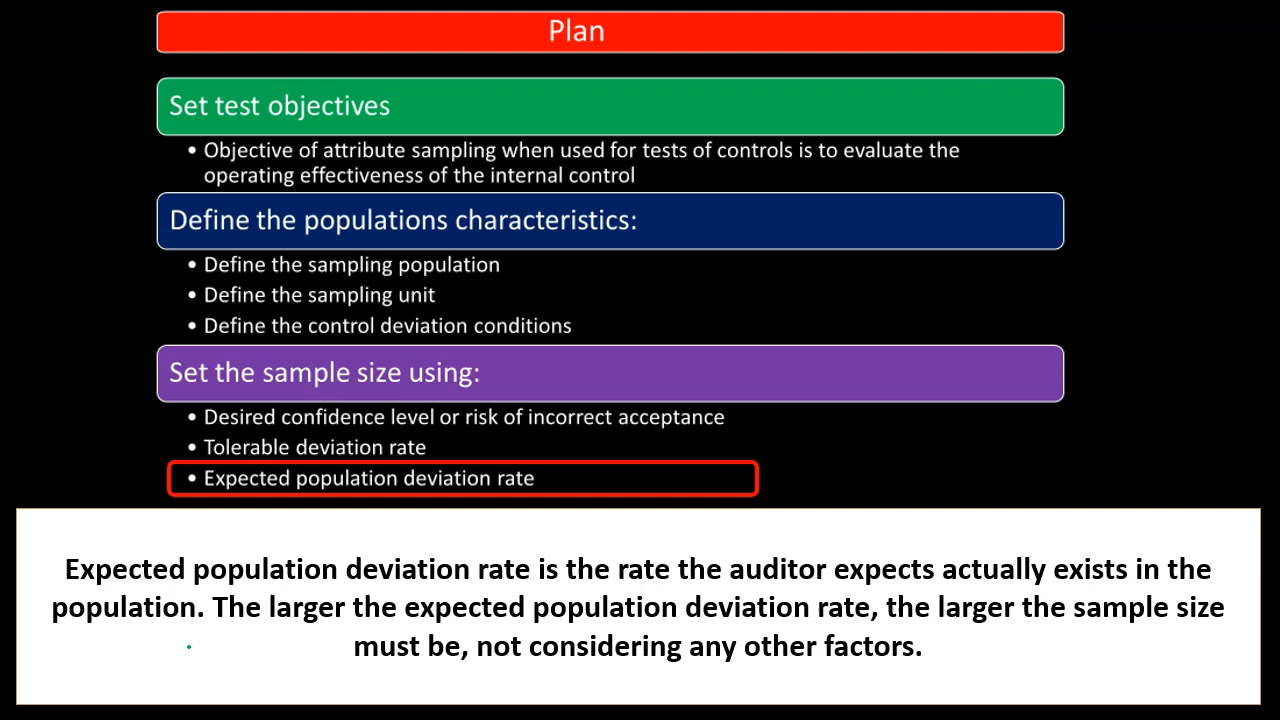 Plan
Set test objectives
• Objective of attribute sampling when used for tests of controls is to evaluate the
operating effectiveness of the internal control
Define the populations characteristics:
• Define the sampling population
• Define the sampling unit
• Define the control deviation conditions
Set the sample size using:
• Desired confidence level or risk of incorrect acceptance
• Tolerable deviation rate
• Expected population deviation rate
Expected population deviation rate is the rate the auditor expects actually exists in the
population. The larger the expected population deviation rate, the larger the sample size
must be, not considering any other factors.